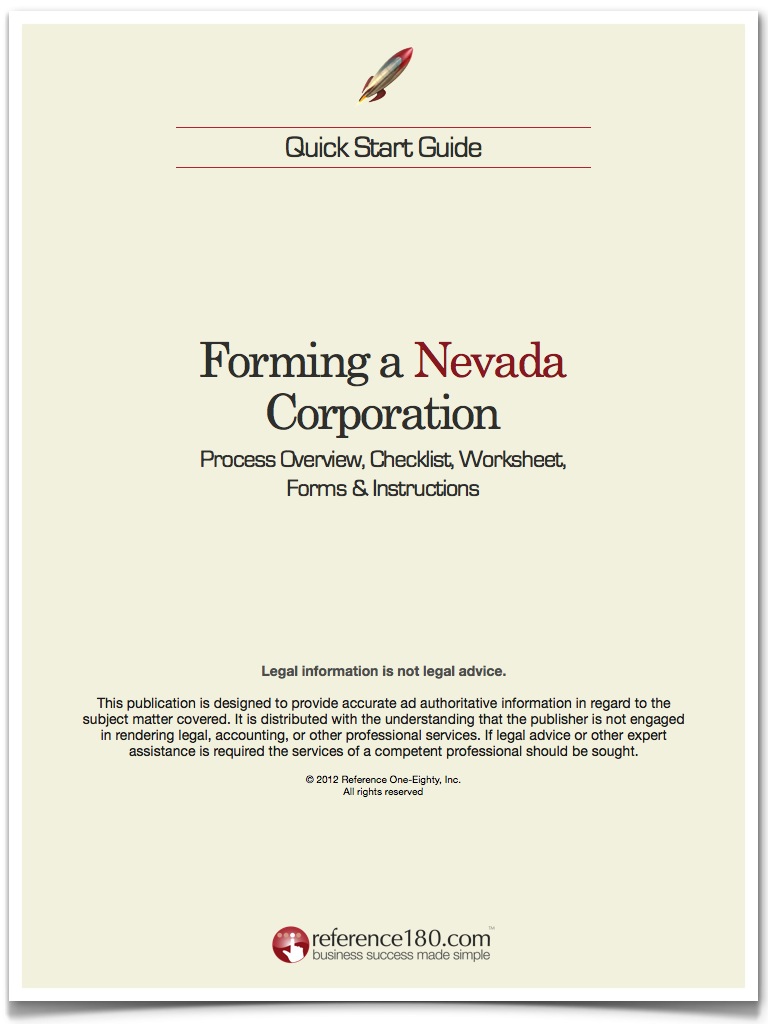 Quick Start Guide
Forming a Nevada
Corporation
Process Overview, Checklist, Worksheet,
Forms & Instructions
Legal information is not legal advice.
This publication is designed to provide accurate ad authoritative information in regard to the
subject matter covered. It is distributed with the understanding that the publisher is not engaged
in rendering legal, accounting, or other professional services. If legal advice or other expert
assistance is required the services of a competent professional should be sought.
© 2012 Reference One-Eighty, Inc.
All rights reserved
reference180.com™
business success made simple